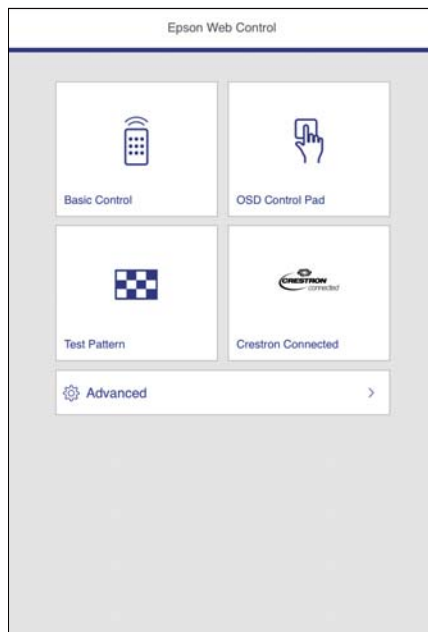 Epson Web Control
Basic Control
OSD Control Pad
CRESTRON
connected
Test Pattern
Crestron Connected
Advanced